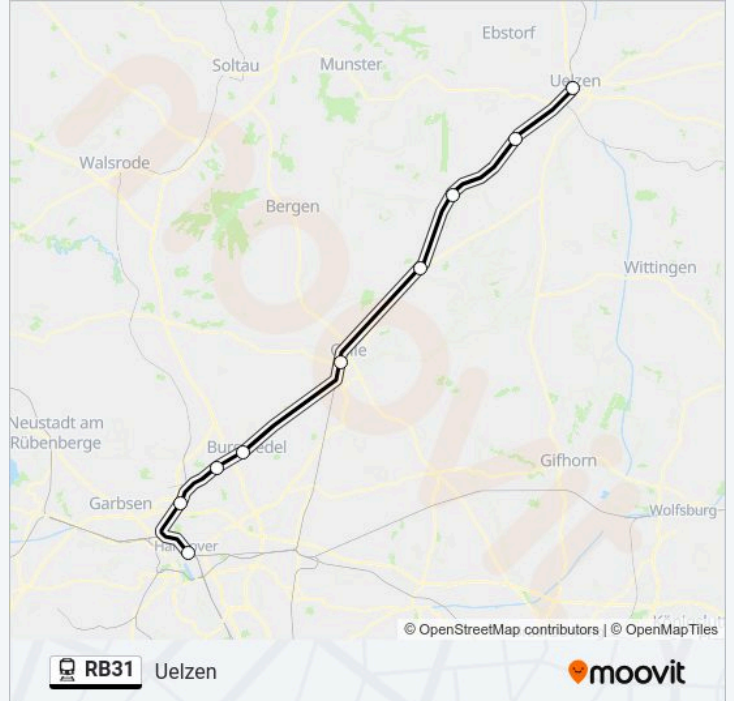 Ebstorf
Soltau
Munster
Uelzen
Walsrode
Bergen
Wittingen
Celle
Neustadt am
Rübenberge
Burgwedel
Gifhorn
Garbsen
Wolfsburg
Hannover
© OpenStreetMap contributors | © OpenMapTiles
RB31 Uelzen
moovit